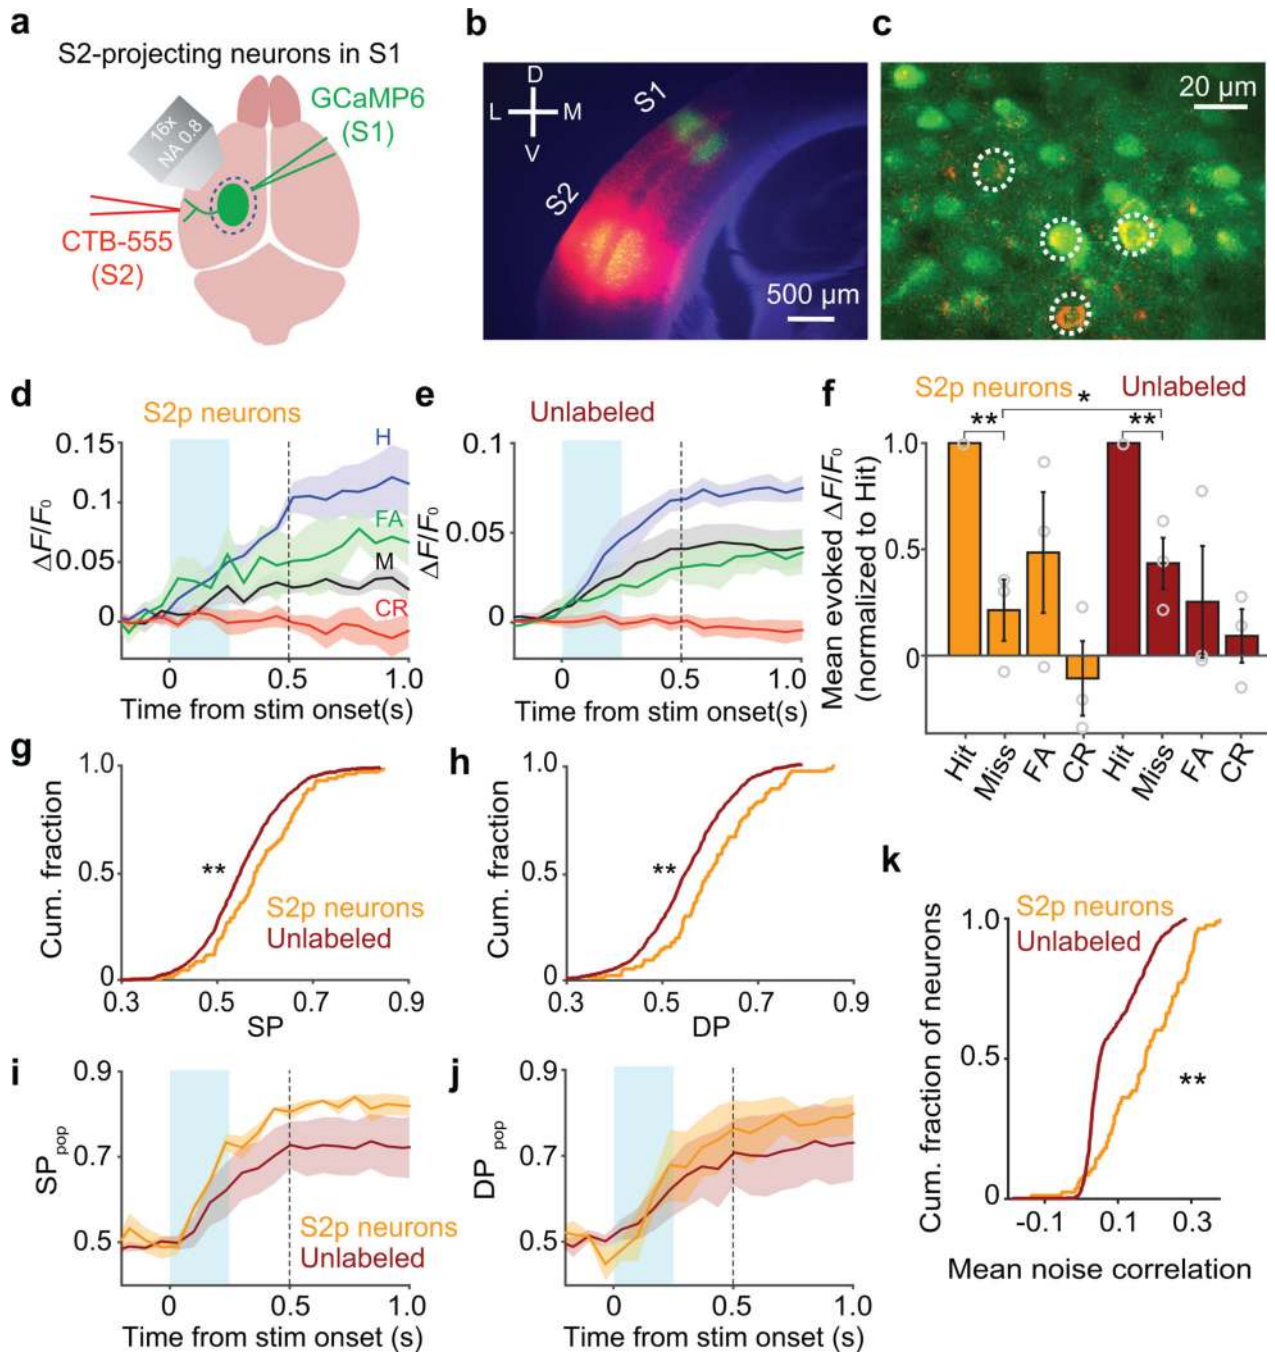 a
S2-projecting neurons in S1
GCaMP6
(S1)
16x
NA 0.8
CTB-555
(S2)
b
D
L M
V
S1
S2
500 µm
c
20 µm
d
S2p neurons
0.15
0.1
0.05
0
ΔF/F0
H
FA
M
CR
0 0.5 1.0
Time from stim onset(s)
e
Unlabeled
0.1
0.05
0
ΔF/F0
0 0.5 1.0
Time from stim onset(s)
f
S2p neurons Unlabeled
*
** **
1.0
0.5
0
Mean evoked ΔF/F0
(normalized to Hit)
Hit Miss FA CR Hit Miss FA CR
g
1.0
0.5
0
Cum. fraction
**
S2p neurons
Unlabeled
0.3 0.5 0.7 0.9
SP
h
1.0
0.5
0
Cum. fraction
**
0.3 0.5 0.7 0.9
DP
i
0.9
0.7
0.5
SPpop
S2p neurons
Unlabeled
0 0.5 1.0
Time from stim onset (s)
j
0.9
0.7
0.5
DPpop
0 0.5 1.0
Time from stim onset (s)
k
S2p neurons
Unlabeled
1.0
0.5
0
Cum. fraction of neurons
**
-0.1 0.1 0.3
Mean noise correlation